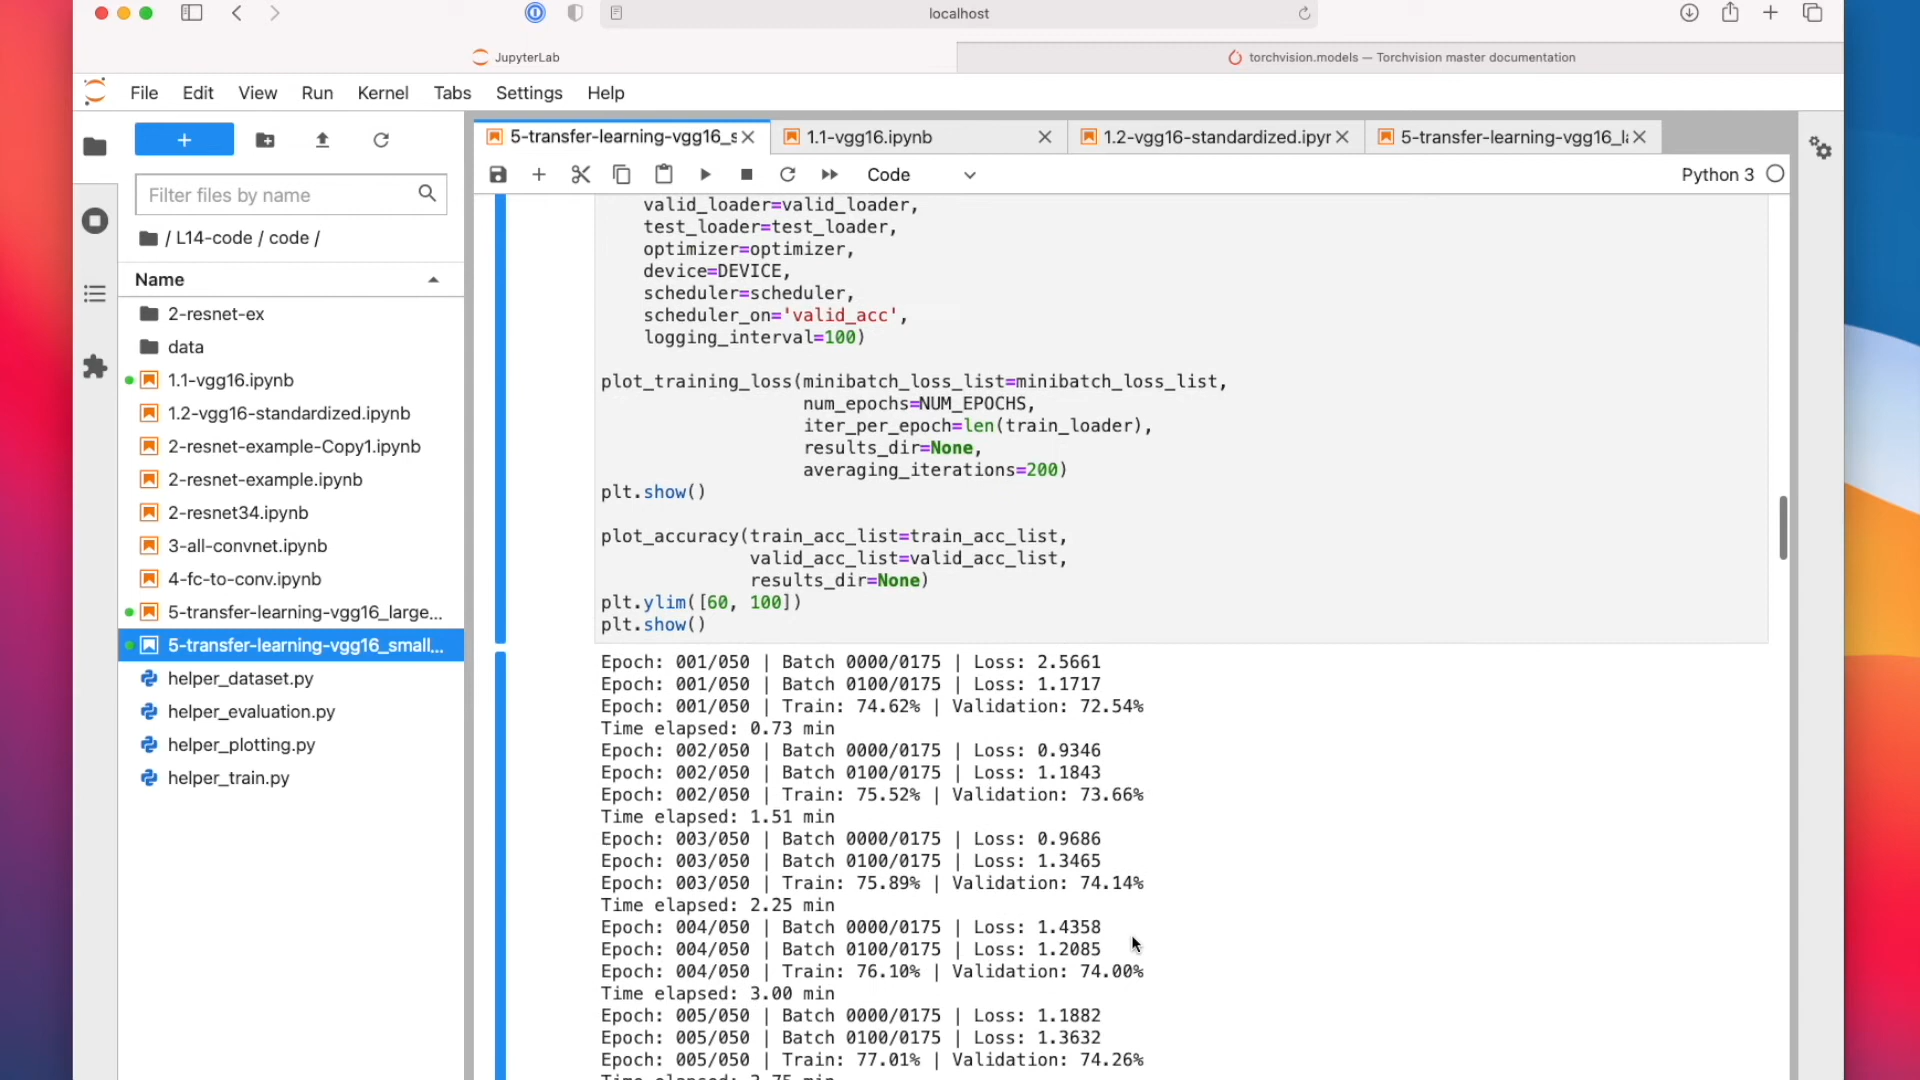 localhost
JupyterLab
torchvision.models — Torchvision master documentation
File Edit View Run Kernel Tabs Settings Help
5-transfer-learning-vgg16_s
1.1-vgg16.ipynb
1.2-vgg16-standardized.ipyr
5-transfer-learning-vgg16_la
Code
Python 3
Filter files by name
/ L14-code / code /
Name
2-resnet-ex
data
1.1-vgg16.ipynb
1.2-vgg16-standardized.ipynb
2-resnet-example-Copy1.ipynb
2-resnet-example.ipynb
2-resnet34.ipynb
3-all-convnet.ipynb
4-fc-to-conv.ipynb
5-transfer-learning-vgg16_large...
5-transfer-learning-vgg16_small...
helper_dataset.py
helper_evaluation.py
helper_plotting.py
helper_train.py
valid_loader=valid_loader,
test_loader=test_loader,
optimizer=optimizer,
device=DEVICE,
scheduler=scheduler,
scheduler_on='valid_acc',
logging_interval=100)
plot_training_loss(minibatch_loss_list=minibatch_loss_list,
num_epochs=NUM_EPOCHS,
iter_per_epoch=len(train_loader),
results_dir=None,
averaging_iterations=200)
plt.show()
plot_accuracy(train_acc_list=train_acc_list,
valid_acc_list=valid_acc_list,
results_dir=None)
plt.ylim([60, 100])
plt.show()
Epoch: 001/050 | Batch 0000/0175 | Loss: 2.5661
Epoch: 001/050 | Batch 0100/0175 | Loss: 1.1717
Epoch: 001/050 | Train: 74.62% | Validation: 72.54%
Time elapsed: 0.73 min
Epoch: 002/050 | Batch 0000/0175 | Loss: 0.9346
Epoch: 002/050 | Batch 0100/0175 | Loss: 1.1843
Epoch: 002/050 | Train: 75.52% | Validation: 73.66%
Time elapsed: 1.51 min
Epoch: 003/050 | Batch 0000/0175 | Loss: 0.9686
Epoch: 003/050 | Batch 0100/0175 | Loss: 1.3465
Epoch: 003/050 | Train: 75.89% | Validation: 74.14%
Time elapsed: 2.25 min
Epoch: 004/050 | Batch 0000/0175 | Loss: 1.4358
Epoch: 004/050 | Batch 0100/0175 | Loss: 1.2085
Epoch: 004/050 | Train: 76.10% | Validation: 74.00%
Time elapsed: 3.00 min
Epoch: 005/050 | Batch 0000/0175 | Loss: 1.1882
Epoch: 005/050 | Batch 0100/0175 | Loss: 1.3632
Epoch: 005/050 | Train: 77.01% | Validation: 74.26%
Time elapsed: 3.75 min